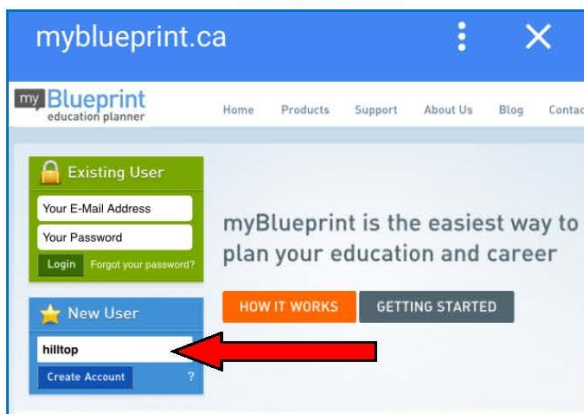 myblueprint.ca
my Blueprint
education planner
Home Products Support About Us Blog Contac
Existing User
Your E-Mail Address
Your Password
Login Forgot your password?
myBlueprint is the easiest way to
plan your education and career
HOW IT WORKS GETTING STARTED
New User
hilltop
Create Account ?